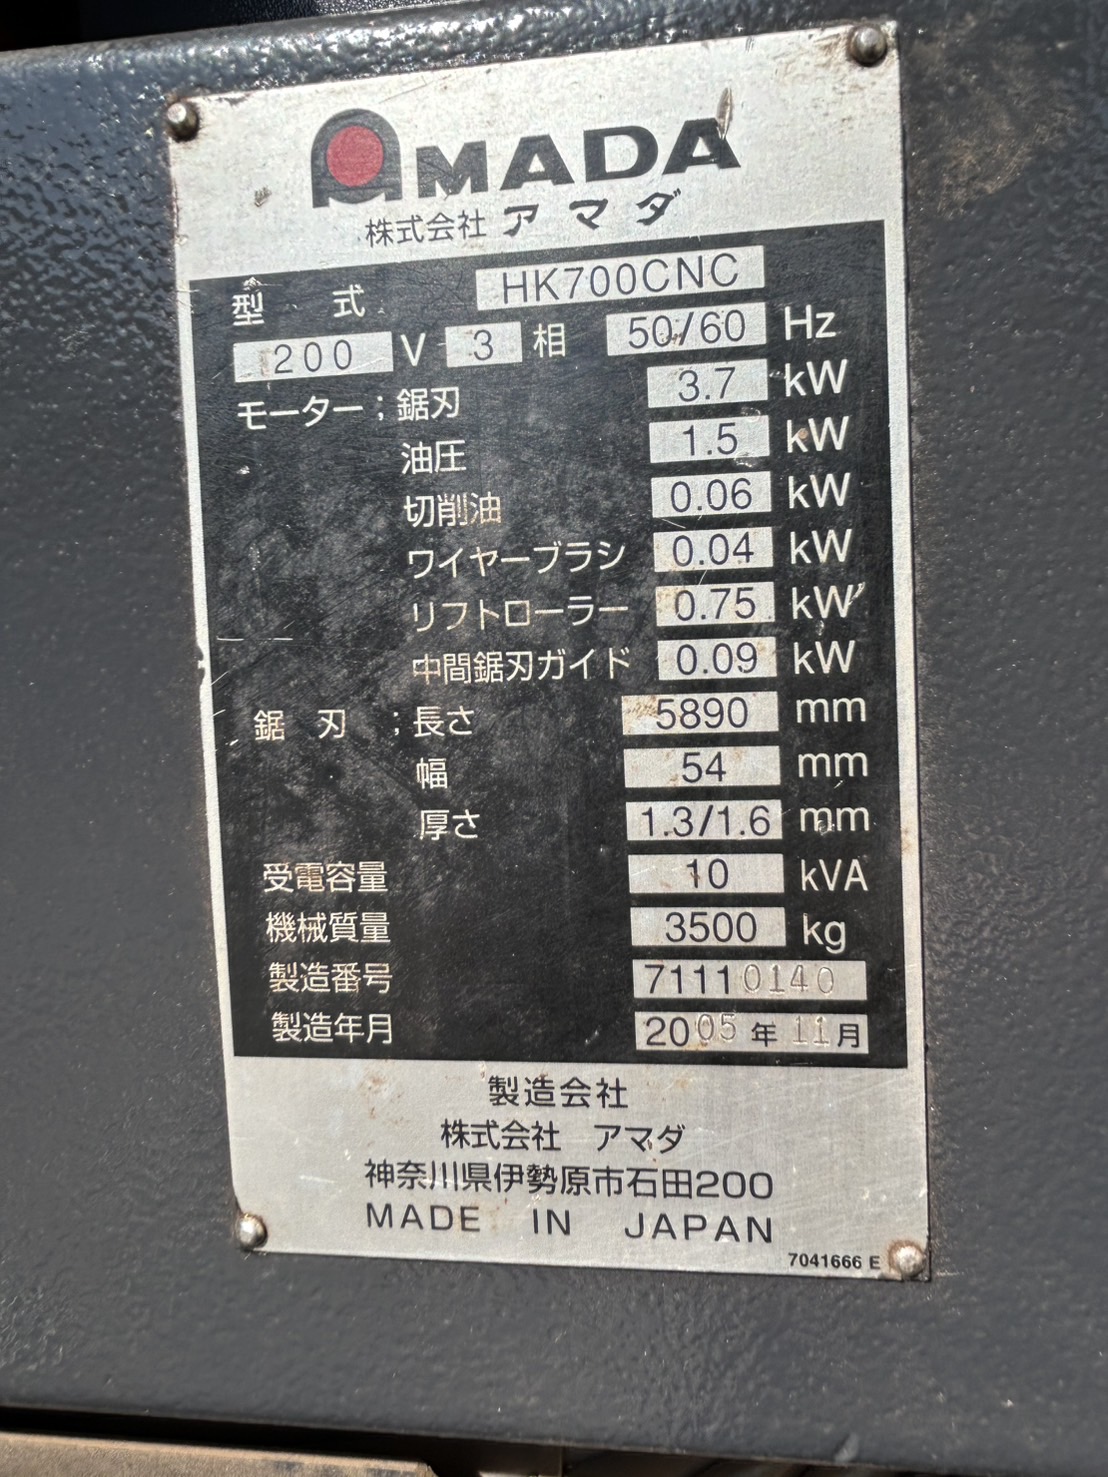 AMADA
株式会社 アマダ
型 式 HK700CNC
200 V 3 相 50/60 Hz
モーター ; 鋸刃 3.7 kW
油圧 1.5 kW
切削油 0.06 kW
ワイヤーブラシ 0.04 kW
リフトローラー 0.75 kW
中間鋸刃ガイド 0.09 kW
鋸 刃 ; 長さ 5890 mm
幅 54 mm
厚さ 1.3/1.6 mm
受電容量 10 kVA
機械質量 3500 kg
製造番号 71110140
製造年月 2005 年 11 月
製造会社
株式会社 アマダ
神奈川県伊勢原市石田200
MADE IN JAPAN
7041666 E